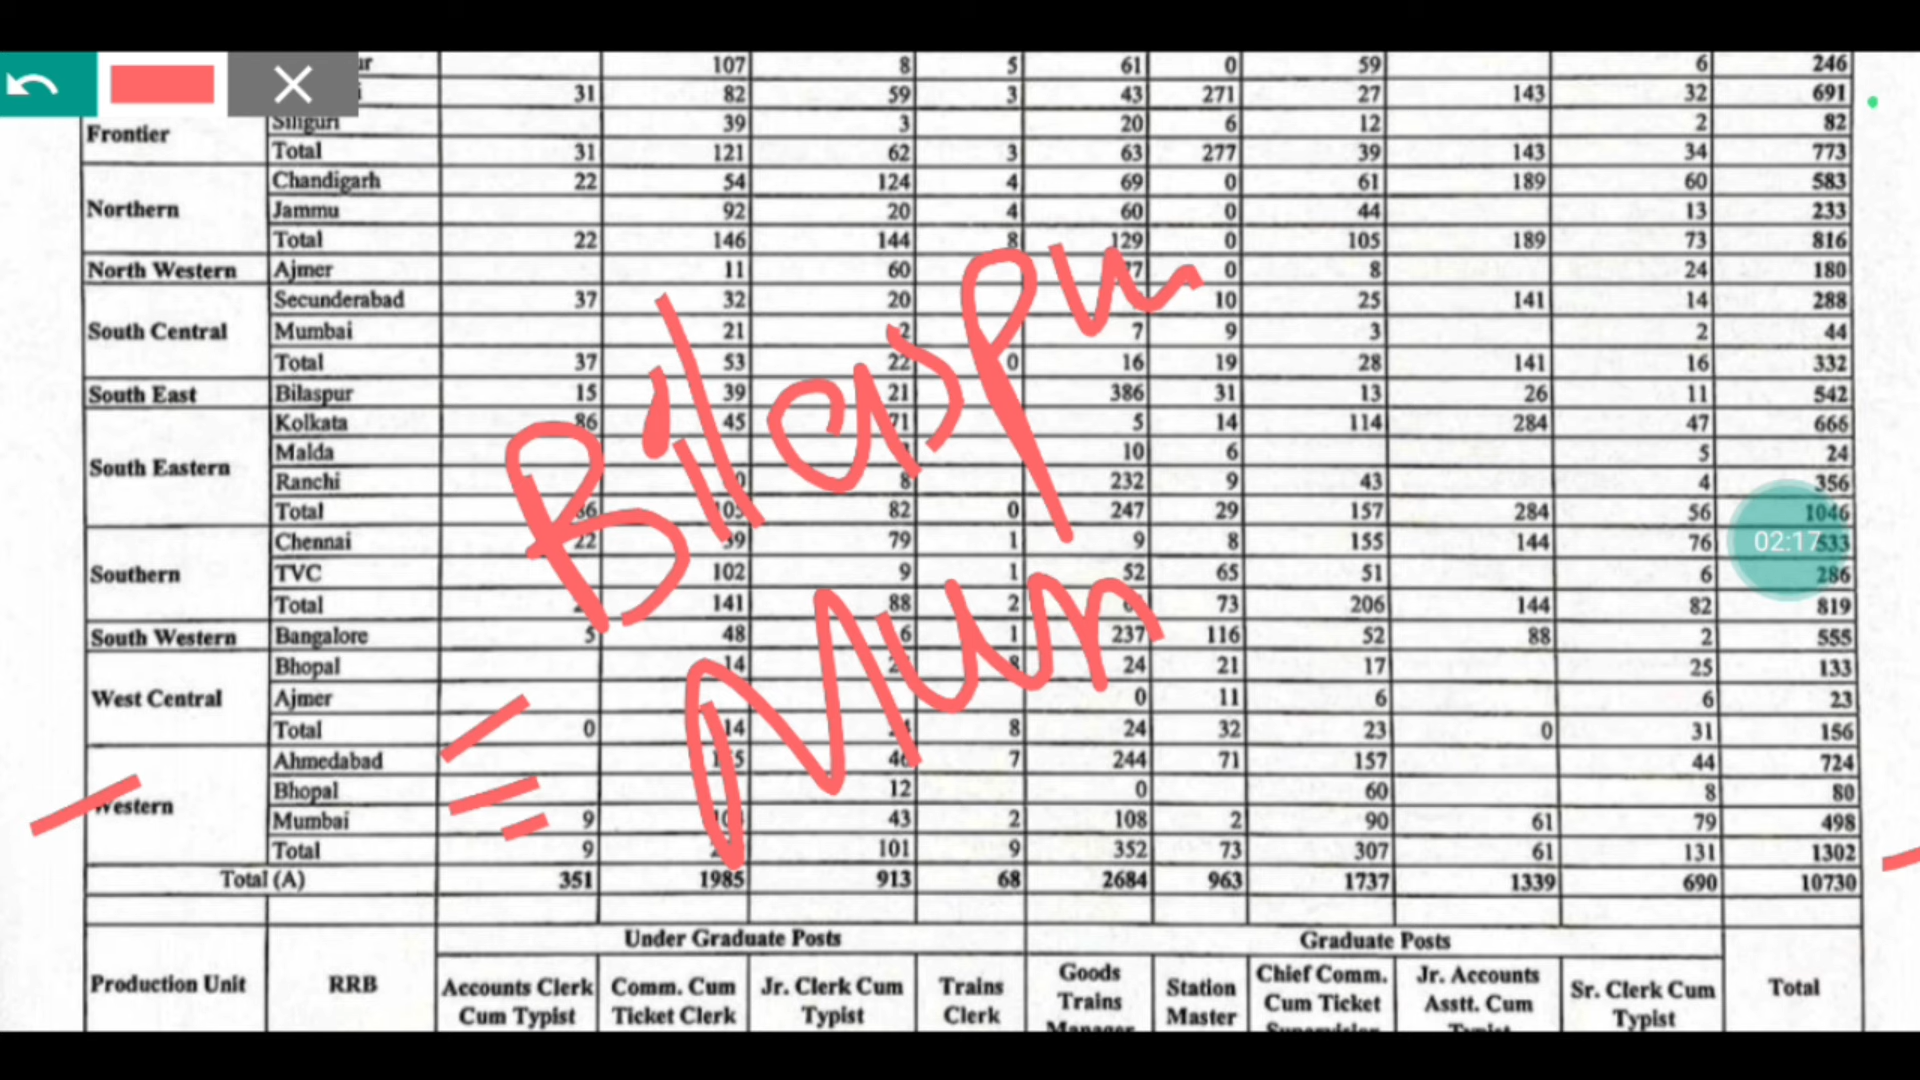 107 8 5 61 0 59 6 246
31 82 59 3 43 271 27 143 32 691
Frontier Siliguri 39 3 20 6 12 2 82
Total 31 121 62 3 63 277 39 143 34 773
Northern Chandigarh 22 54 124 4 69 0 61 189 60 583
Jammu 92 20 4 60 0 44 13 233
Total 22 146 144 8 129 0 105 189 73 816
North Western Ajmer 11 60 0 8 24 180
South Central Secunderabad 37 32 20 10 25 141 14 288
Mumbai 21 2 7 9 3 2 44
Total 37 53 22 0 16 19 28 141 16 332
South East Bilaspur 15 39 21 386 31 13 26 11 542
South Eastern Kolkata 86 45 71 5 14 114 284 47 666
Malda 10 6 5 24
Ranchi 8 232 9 43 4 356
Total 82 0 247 29 157 284 56 1046
Southern Chennai 22 39 79 1 9 8 155 144 76 533
TVC 102 9 1 52 65 51 6 286
Total 141 88 2 73 206 144 82 819
South Western Bangalore 5 48 6 1 237 116 52 88 2 555
West Central Bhopal 14 8 24 21 17 25 133
Ajmer 0 11 6 6 23
Total 0 14 8 24 32 23 0 31 156
Western Ahmedabad 46 7 244 71 157 44 724
Bhopal 12 0 60 8 80
Mumbai 9 43 2 108 2 90 61 79 498
Total 9 101 9 352 73 307 61 131 1302
Total (A) 351 1985 913 68 2684 963 1737 1339 690 10730
Under Graduate Posts Graduate Posts
Production Unit RRB Accounts Clerk Cum Typist Comm. Cum Ticket Clerk Jr. Clerk Cum Typist Trains Clerk Goods Trains Manager Station Master Chief Comm. Cum Ticket Jr. Accounts Asstt. Cum Typist Sr. Clerk Cum Typist Total
Bilaspu
Mun
02:17